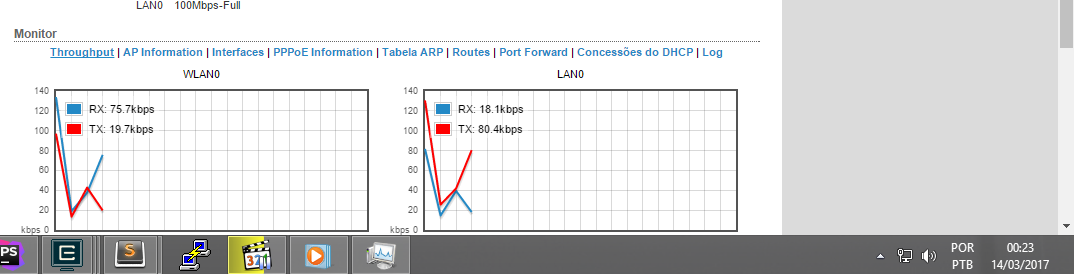 LAN0 100Mbps-Full
Monitor
Throughput | AP Information | Interfaces | PPPoE Information | Tabela ARP | Routes | Port Forward | Concessões do DHCP | Log
WLAN0
140
120
100
80
60
40
20
kbps 0
RX: 75.7kbps
TX: 19.7kbps
LAN0
140
120
100
80
60
40
20
kbps 0
RX: 18.1kbps
TX: 80.4kbps
PS
E
S
321
POR
PTB
00:23
14/03/2017